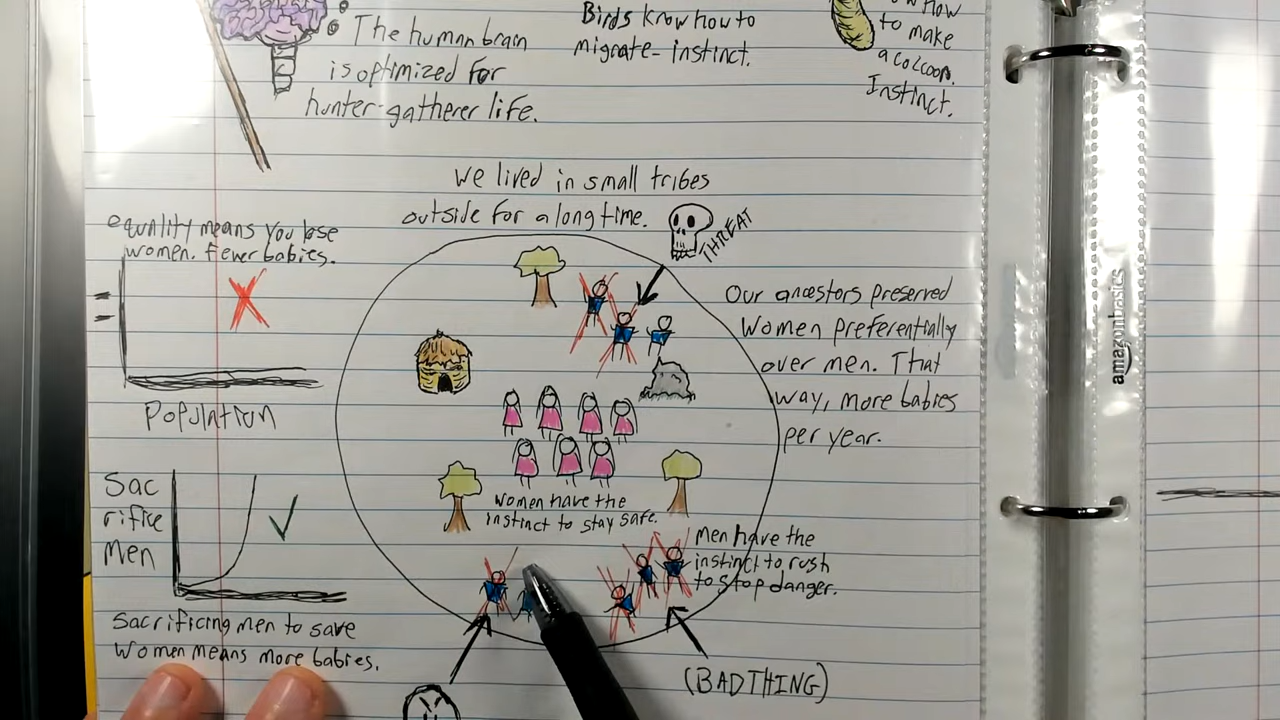 The human brain
is optimized for
hunter-gatherer life.
Birds know how to
migrate- instinct.
how
to make
a cocoon.
Instinct.
We lived in small tribes
outside for a long time.
THREAT
equality means you lose
women. fewer babies.
=
POPULATION
Our ancestors preserved
women preferentially
over men. That
way, more babies
per year.
Sac
rifice
Men
Sacrificing men to save
women means more babies.
women have the
instinct to stay safe.
men have the
instinct to rush
to stop danger.
(BAD THING)
amazonbasics